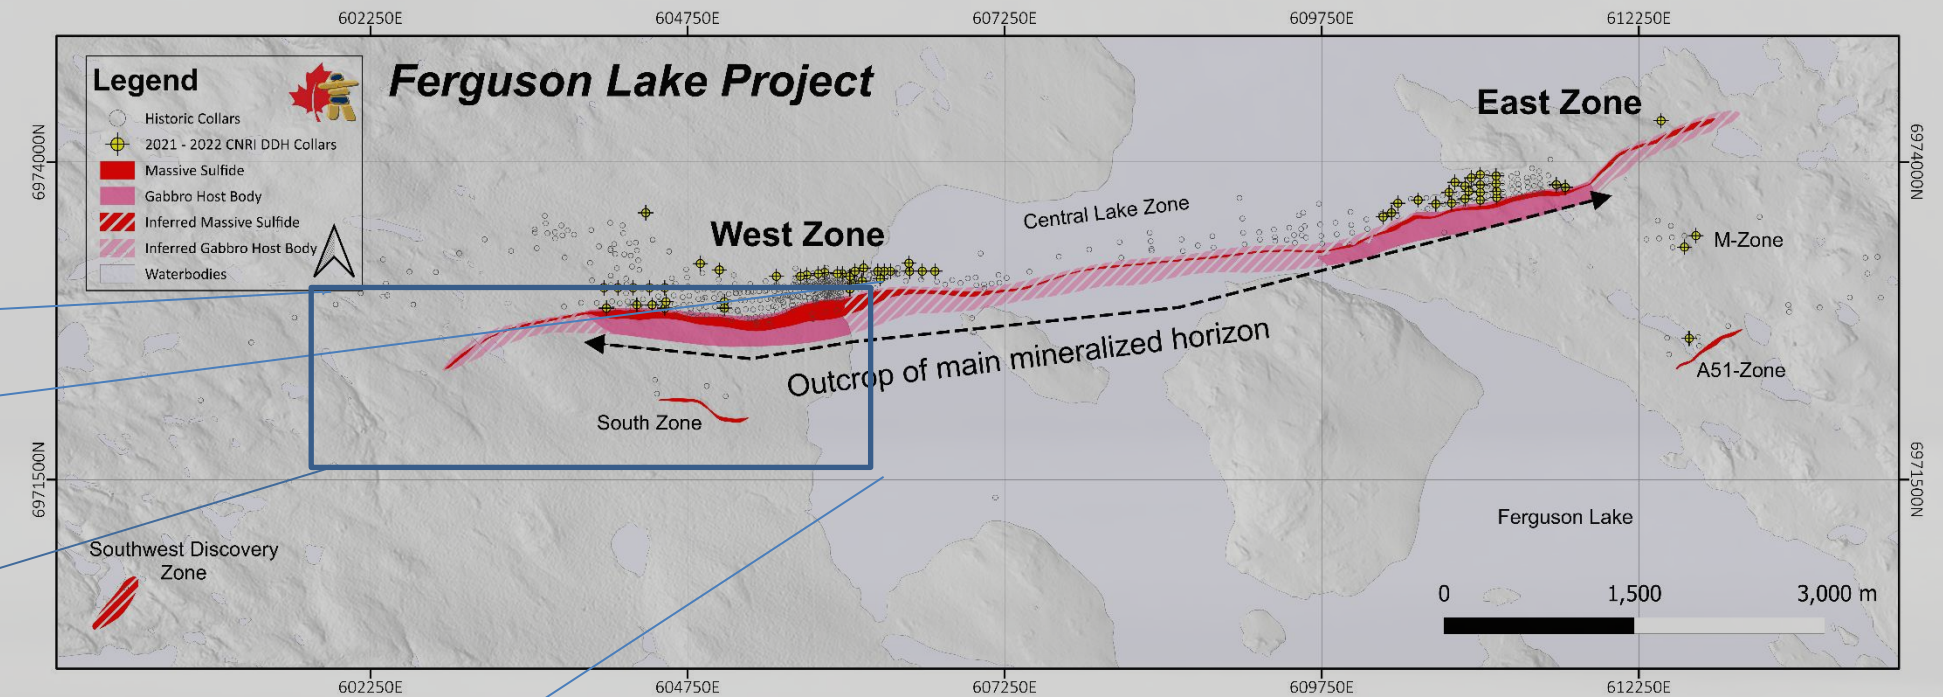 602250E
604750E
607250E
609750E
612250E
Legend
Historic Collars
2021 - 2022 CNRI DDH Collars
Massive Sulfide
Gabbro Host Body
Inferred Massive Sulfide
Inferred Gabbro Host Body
Waterbodies
Ferguson Lake Project
East Zone
6974000N
6974000N
Central Lake Zone
West Zone
M-Zone
Outcrop of main mineralized horizon
A51-Zone
South Zone
6971500N
6971500N
Ferguson Lake
Southwest Discovery
Zone
0
1,500
3,000 m
602250E
604750E
607250E
609750E
612250E